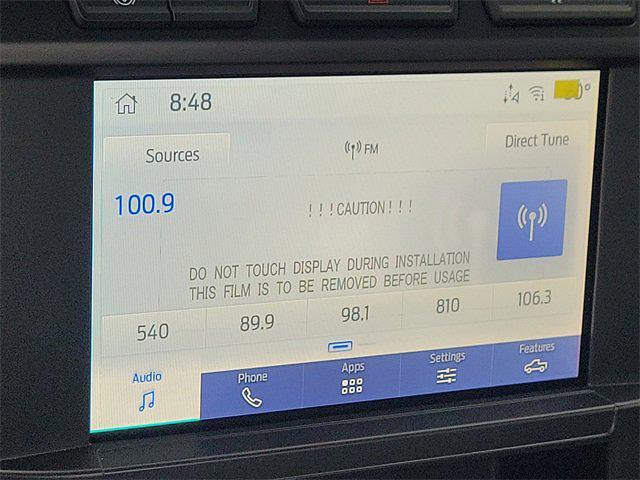 8:48
Sources
FM
Direct Tune
100.9
!!!CAUTION!!!
DO NOT TOUCH DISPLAY DURING INSTALLATION
THIS FILM IS TO BE REMOVED BEFORE USAGE
540 89.9 98.1 810 106.3
Audio Phone Apps Settings Features